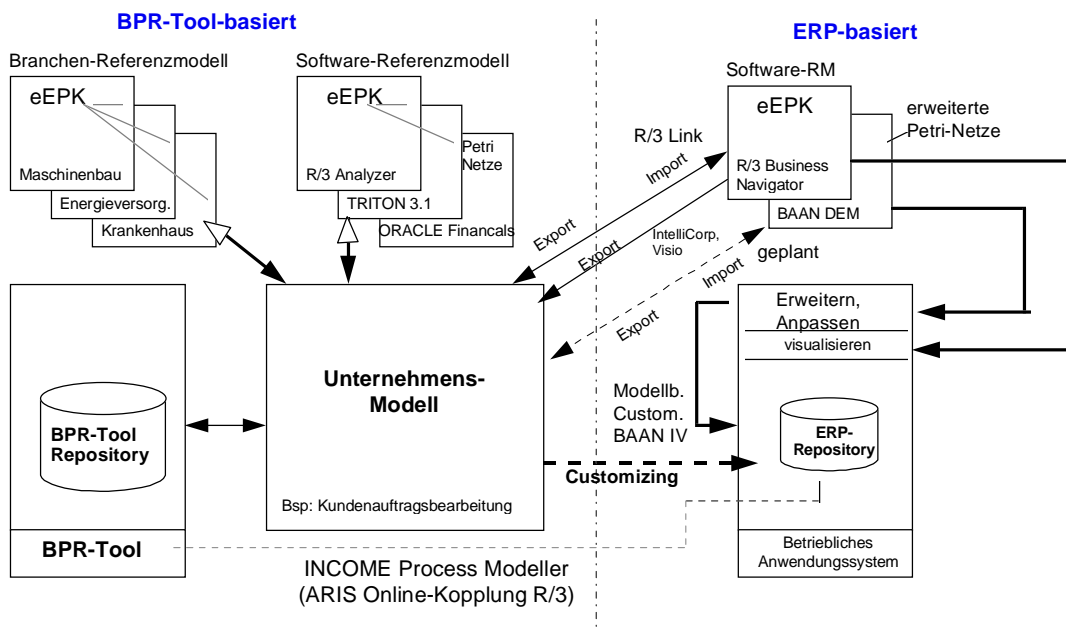 BPR-Tool-basiert
ERP-basiert
Branchen-Referenzmodell
Software-Referenzmodell
Software-RM
eEPK
Maschinenbau
Energieversorg.
Krankenhaus
eEPK
Petri
Netze
R/3 Analyzer
TRITON 3.1
ORACLE Financals
eEPK
R/3 Business
Navigator
BAAN DEM
erweiterte
Petri-Netze
R/3 Link
Import
Export
Export
IntelliCorp,
Visio
Import
geplant
Export
Unternehmens-
Modell
Bsp: Kundenauftragsbearbeitung
BPR-Tool
Repository
BPR-Tool
Erweitern,
Anpassen
visualisieren
Modellb.
Custom.
BAAN IV
ERP-
Repository
Customizing
Betriebliches
Anwendungssystem
INCOME Process Modeller
(ARIS Online-Kopplung R/3)